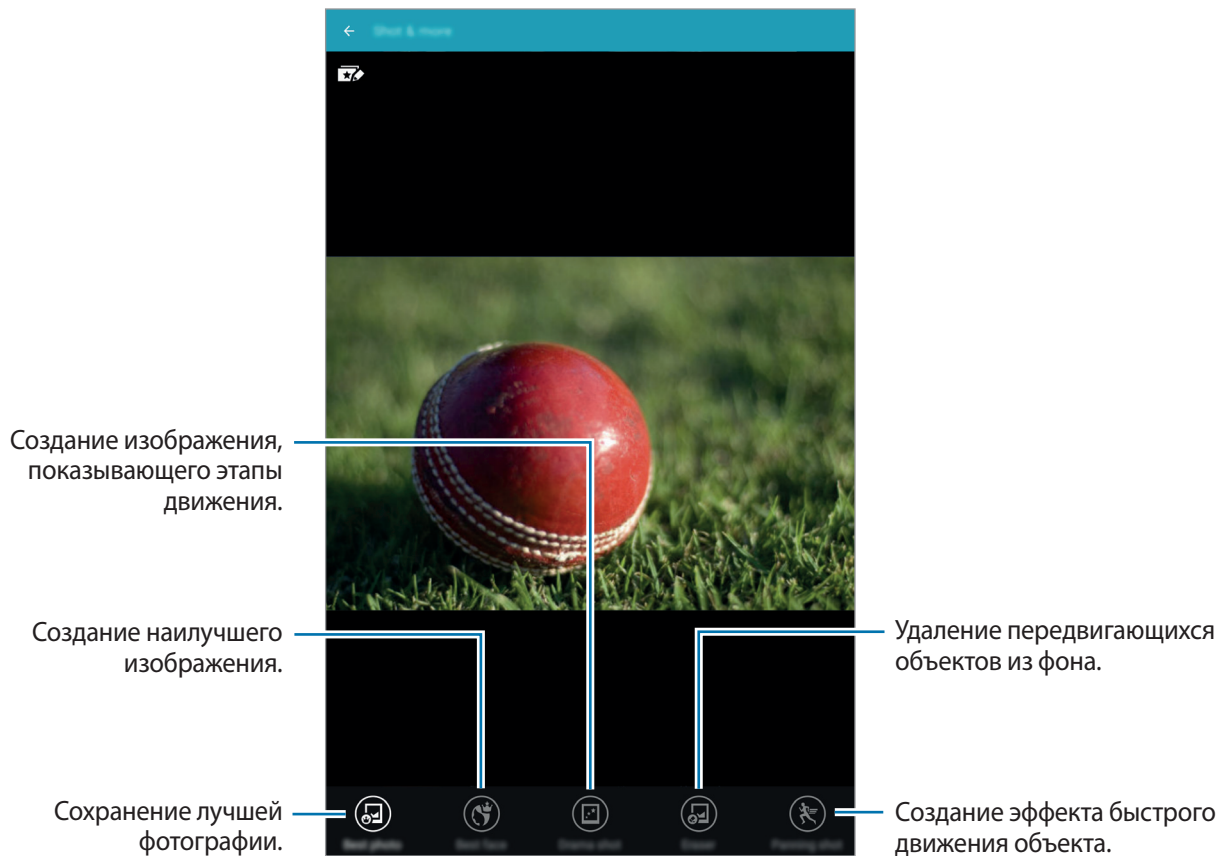 Shot & more
Создание изображения,
показывающего этапы
движения.
Создание наилучшего
изображения.
Удаление передвигающихся
объектов из фона.
Сохранение лучшей
фотографии.
Создание эффекта быстрого
движения объекта.
Best photo
Best face
Drama shot
Eraser
Panning shot